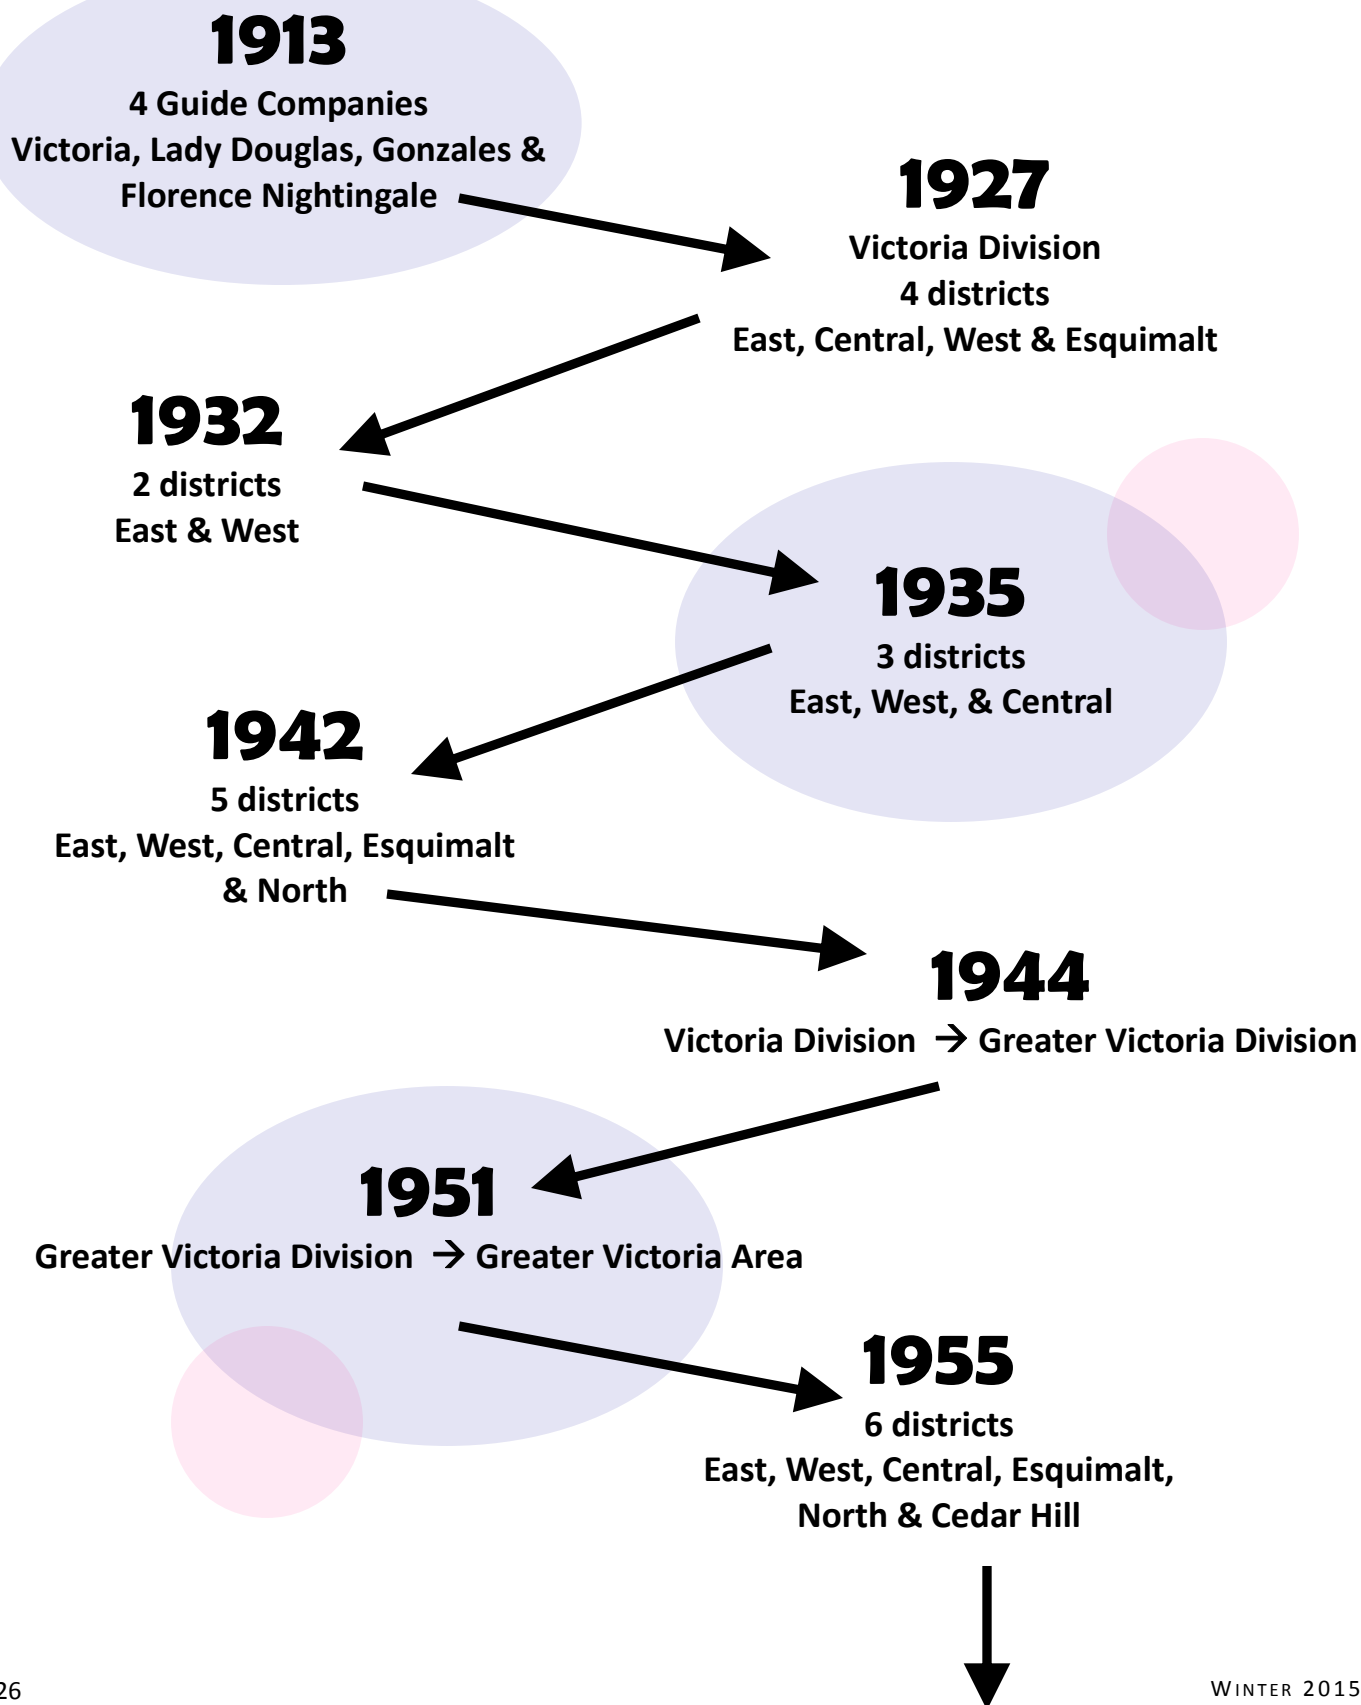 1913
4 Guide Companies
Victoria, Lady Douglas, Gonzales &
Florence Nightingale
1927
Victoria Division
4 districts
East, Central, West & Esquimalt
1932
2 districts
East & West
1935
3 districts
East, West, & Central
1942
5 districts
East, West, Central, Esquimalt
& North
1944
Victoria Division → Greater Victoria Division
1951
Greater Victoria Division → Greater Victoria Area
1955
6 districts
East, West, Central, Esquimalt,
North & Cedar Hill
26
WINTER 2015